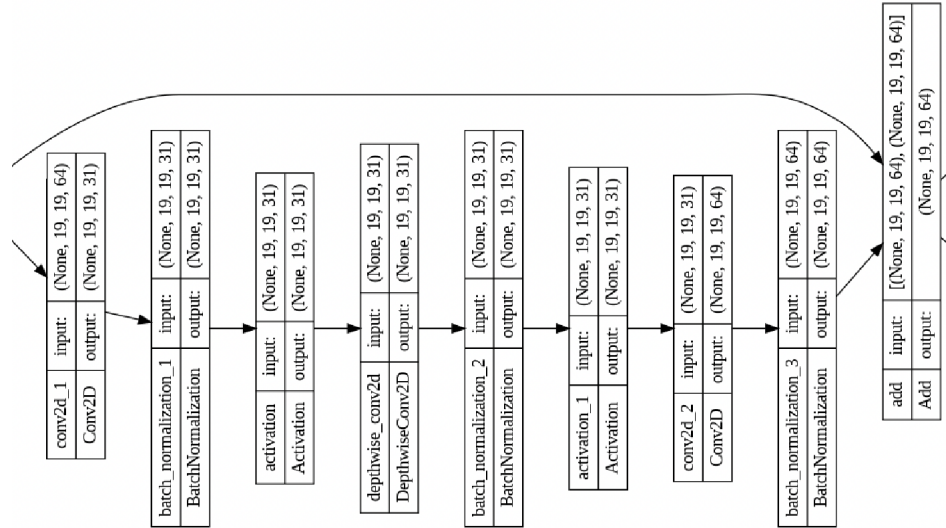 conv2d_1 input: (None, 19, 19, 64)
Conv2D output: (None, 19, 19, 31)
batch_normalization_1 input: (None, 19, 19, 31)
BatchNormalization output: (None, 19, 19, 31)
activation input: (None, 19, 19, 31)
Activation output: (None, 19, 19, 31)
depthwise_conv2d input: (None, 19, 19, 31)
DepthwiseConv2D output: (None, 19, 19, 31)
batch_normalization_2 input: (None, 19, 19, 31)
BatchNormalization output: (None, 19, 19, 31)
activation_1 input: (None, 19, 19, 31)
Activation output: (None, 19, 19, 31)
conv2d_2 input: (None, 19, 19, 31)
Conv2D output: (None, 19, 19, 64)
batch_normalization_3 input: (None, 19, 19, 64)
BatchNormalization output: (None, 19, 19, 64)
add input: [(None, 19, 19, 64), (None, 19, 19, 64)]
Add output: (None, 19, 19, 64)